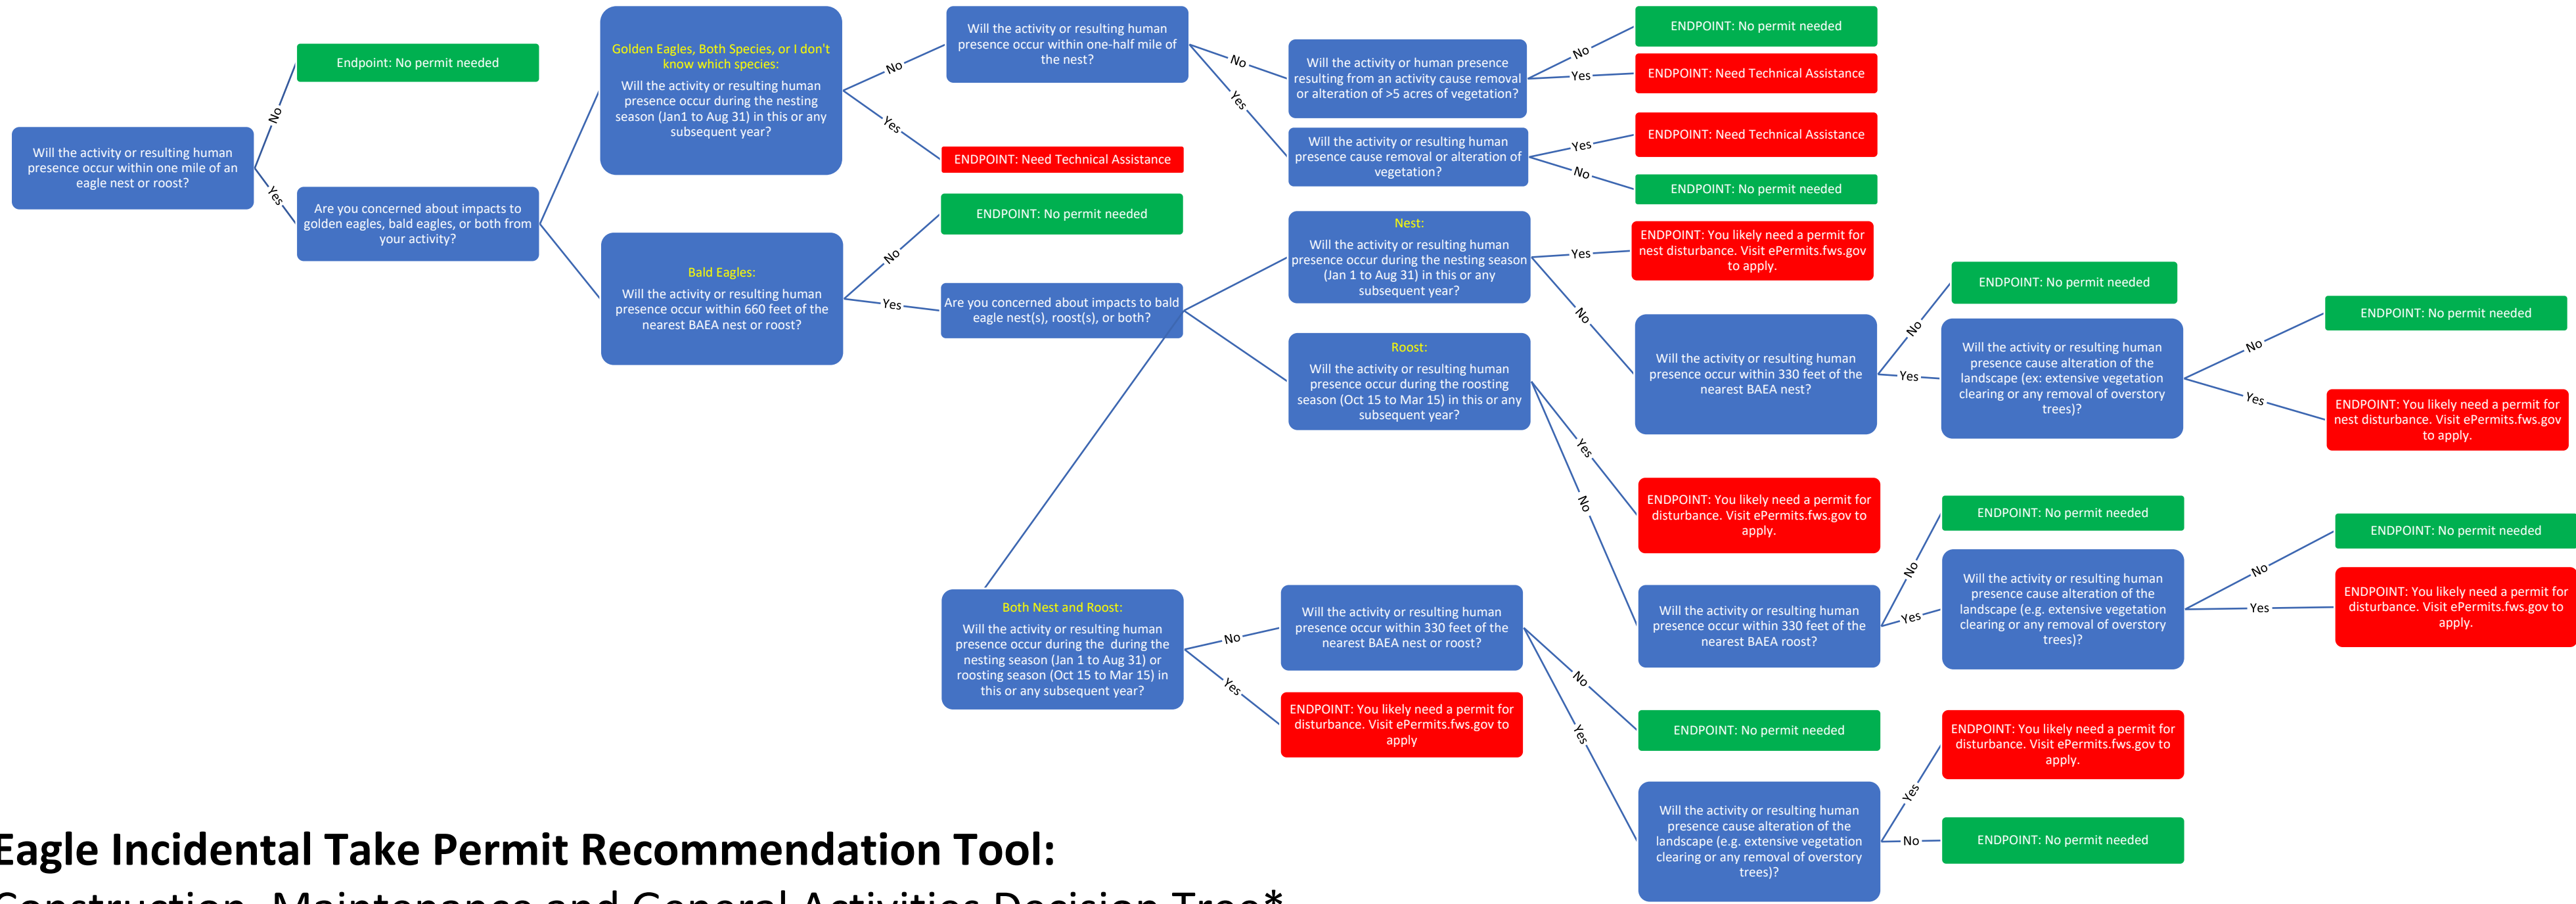 Will the activity or resulting human
presence occur within one mile of an
eagle nest or roost?
No
Yes
Endpoint: No permit needed
Are you concerned about impacts to
golden eagles, bald eagles, or both from
your activity?
Golden Eagles, Both Species, or I don't
know which species:
Will the activity or resulting human
presence occur during the nesting
season (Jan1 to Aug 31) in this or any
subsequent year?
No
Yes
Will the activity or resulting human
presence occur within one-half mile of
the nest?
ENDPOINT: Need Technical Assistance
No
Yes
Will the activity or human presence
resulting from an activity cause removal
or alteration of >5 acres of vegetation?
No
Yes
ENDPOINT: No permit needed
ENDPOINT: Need Technical Assistance
Will the activity or resulting human
presence cause removal or alteration of
vegetation?
Yes
No
ENDPOINT: Need Technical Assistance
ENDPOINT: No permit needed
Bald Eagles:
Will the activity or resulting human
presence occur within 660 feet of the
nearest BAEA nest or roost?
No
Yes
ENDPOINT: No permit needed
Are you concerned about impacts to bald
eagle nest(s), roost(s), or both?
Nest:
Will the activity or resulting human
presence occur during the nesting season
(Jan 1 to Aug 31) in this or any
subsequent year?
Yes
No
ENDPOINT: You likely need a permit for
nest disturbance. Visit ePermits.fws.gov
to apply.
Will the activity or resulting human
presence occur within 330 feet of the
nearest BAEA nest?
No
Yes
ENDPOINT: No permit needed
Will the activity or resulting human
presence cause alteration of the
landscape (ex: extensive vegetation
clearing or any removal of overstory
trees)?
No
Yes
ENDPOINT: No permit needed
ENDPOINT: You likely need a permit for
nest disturbance. Visit ePermits.fws.gov
to apply.
Roost:
Will the activity or resulting human
presence occur during the roosting
season (Oct 15 to Mar 15) in this or any
subsequent year?
Yes
No
ENDPOINT: You likely need a permit for
disturbance. Visit ePermits.fws.gov to
apply.
Will the activity or resulting human
presence occur within 330 feet of the
nearest BAEA roost?
No
Yes
ENDPOINT: No permit needed
Will the activity or resulting human
presence cause alteration of the
landscape (e.g. extensive vegetation
clearing or any removal of overstory
trees)?
No
Yes
ENDPOINT: No permit needed
ENDPOINT: You likely need a permit for
disturbance. Visit ePermits.fws.gov to
apply.
Both Nest and Roost:
Will the activity or resulting human
presence occur during the  during the
nesting season (Jan 1 to Aug 31) or
roosting season (Oct 15 to Mar 15) in
this or any subsequent year?
No
Yes
Will the activity or resulting human
presence occur within 330 feet of the
nearest BAEA nest or roost?
ENDPOINT: You likely need a permit for
disturbance. Visit ePermits.fws.gov to
apply
No
Yes
ENDPOINT: No permit needed
Will the activity or resulting human
presence cause alteration of the
landscape (e.g. extensive vegetation
clearing or any removal of overstory
trees)?
Yes
No
ENDPOINT: You likely need a permit for
disturbance. Visit ePermits.fws.gov to
apply.
ENDPOINT: No permit needed
Eagle Incidental Take Permit Recommendation Tool:
Construction, Maintenance and General Activities Decision Tree*